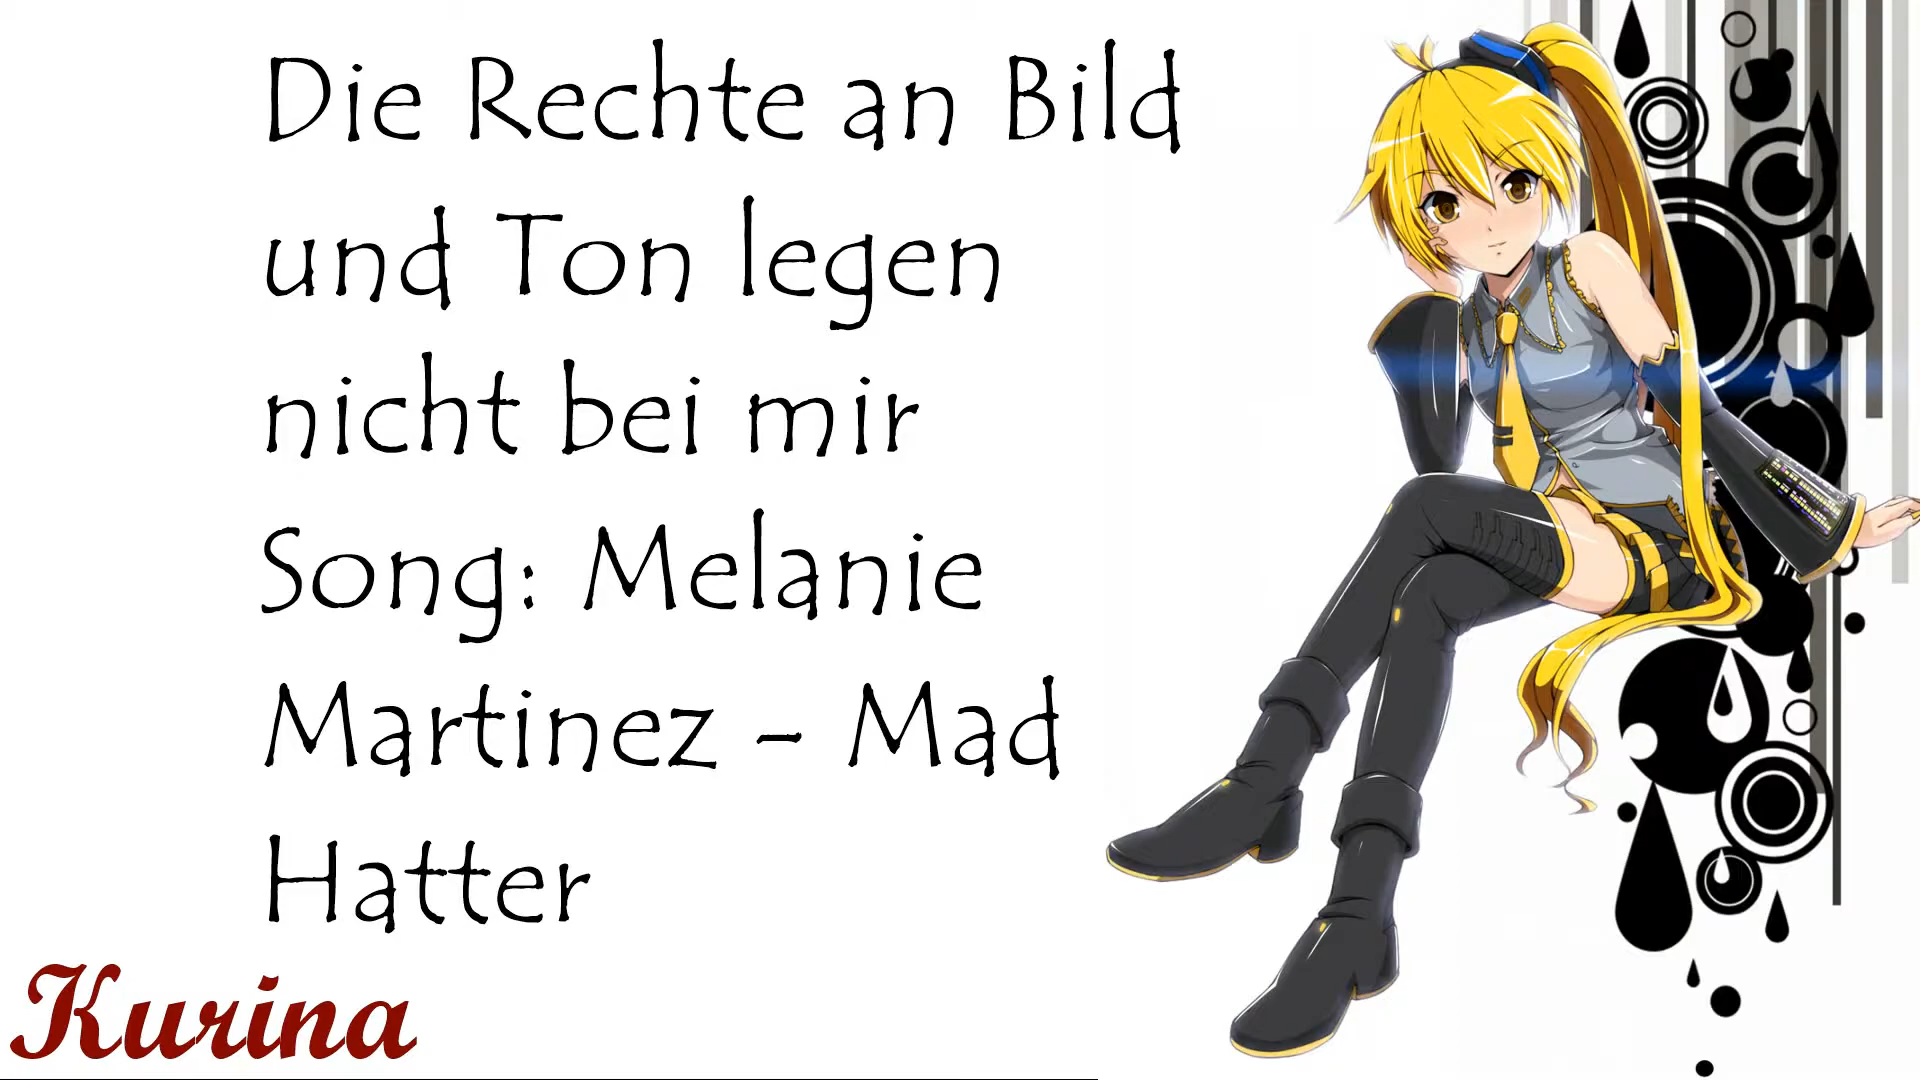 Die Rechte an Bild
und Ton legen
nicht bei mir
Song: Melanie
Martinez - Mad
Hatter
Kurina